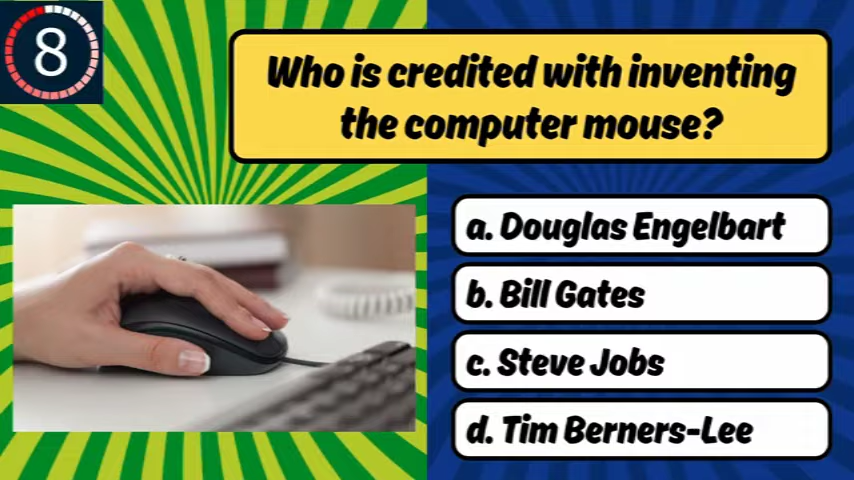 8
Who is credited with inventing
the computer mouse?
a. Douglas Engelbart
b. Bill Gates
c. Steve Jobs
d. Tim Berners-Lee